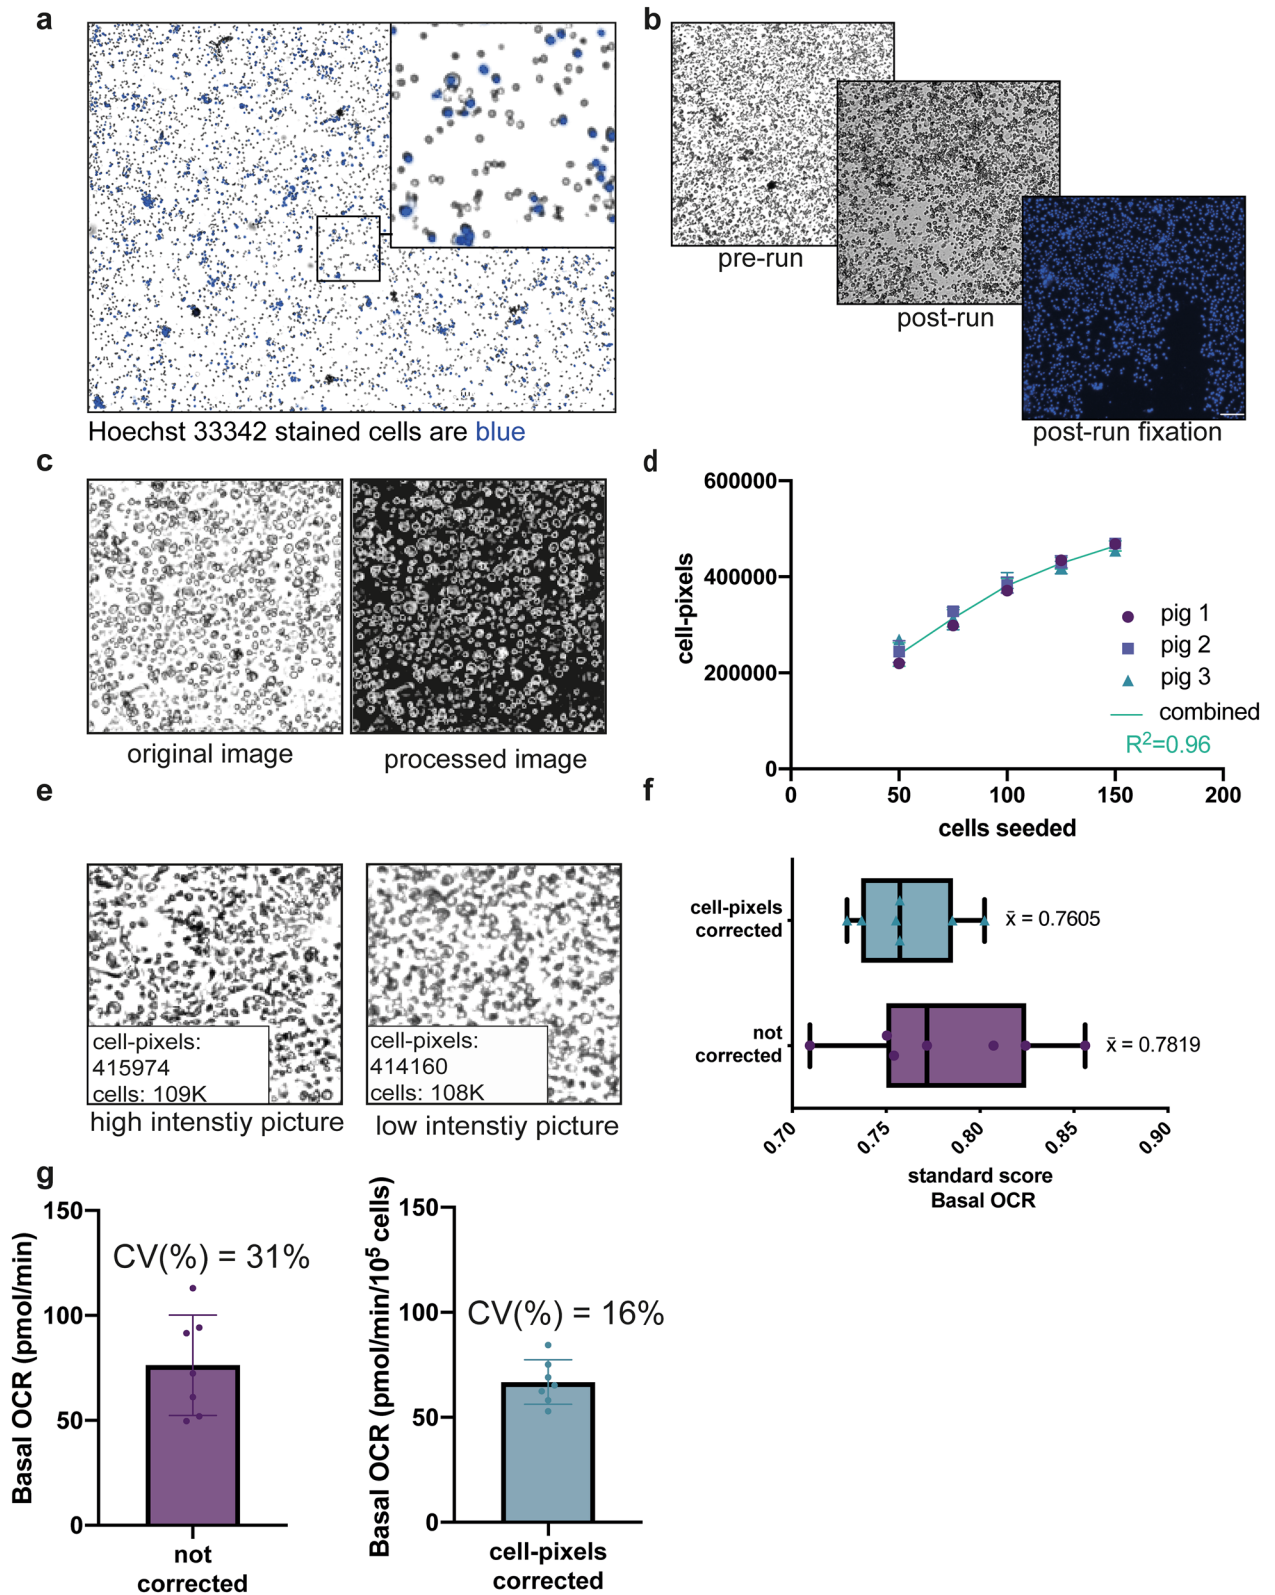 a
Hoechst 33342 stained cells are blue
b
pre-run
post-run
post-run fixation
c
original image
processed image
d
600000
400000
200000
0
cell-pixels
0
50
100
150
200
cells seeded
pig 1
pig 2
pig 3
combined
R²=0.96
e
cell-pixels:
415974
cells: 109K
high intenstiy picture
cell-pixels:
414160
cells: 108K
low intenstiy picture
f
cell-pixels
corrected
x̄ = 0.7605
not
corrected
x̄ = 0.7819
0.70
0.75
0.80
0.85
0.90
standard score
Basal OCR
g
150
100
50
0
Basal OCR (pmol/min)
CV(%) = 31%
not
corrected
150
100
50
0
Basal OCR (pmol/min/10⁵ cells)
CV(%) = 16%
cell-pixels
corrected